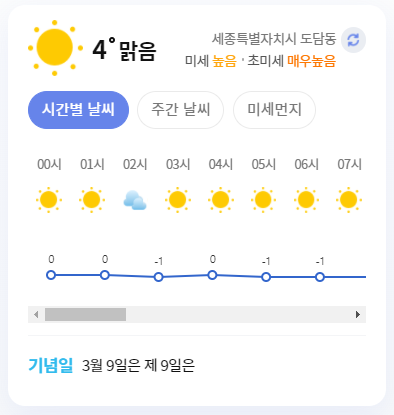 4˚맑음
세종특별자치시 도담동
미세 높음 · 초미세 매우높음
시간별 날씨 주간 날씨 미세먼지
00시 01시 02시 03시 04시 05시 06시 07시
0 0 -1 0 -1 -1
기념일 3월 9일은 제 9일은